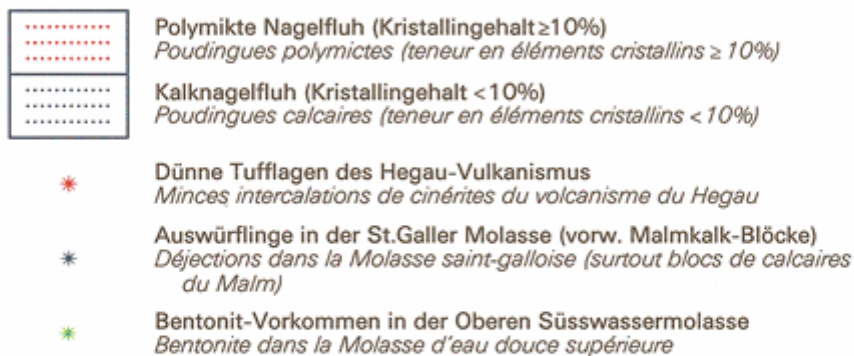 Polymikte Nagelfluh (Kristallingehalt≥10%)
Poudingues polymictes (teneur en éléments cristallins ≥ 10%)
Kalknagelfluh (Kristallingehalt <10%)
Poudingues calcaires (teneur en éléments cristallins <10%)
Dünne Tufflagen des Hegau-Vulkanismus
Minces intercalations de cinérites du volcanisme du Hegau
Auswürflinge in der St.Galler Molasse (vorw. Malmkalk-Blöcke)
Déjections dans la Molasse saint-galloise (surtout blocs de calcaires
du Malm)
Bentonit-Vorkommen in der Oberen Süsswassermolasse
Bentonite dans la Molasse d'eau douce supérieure